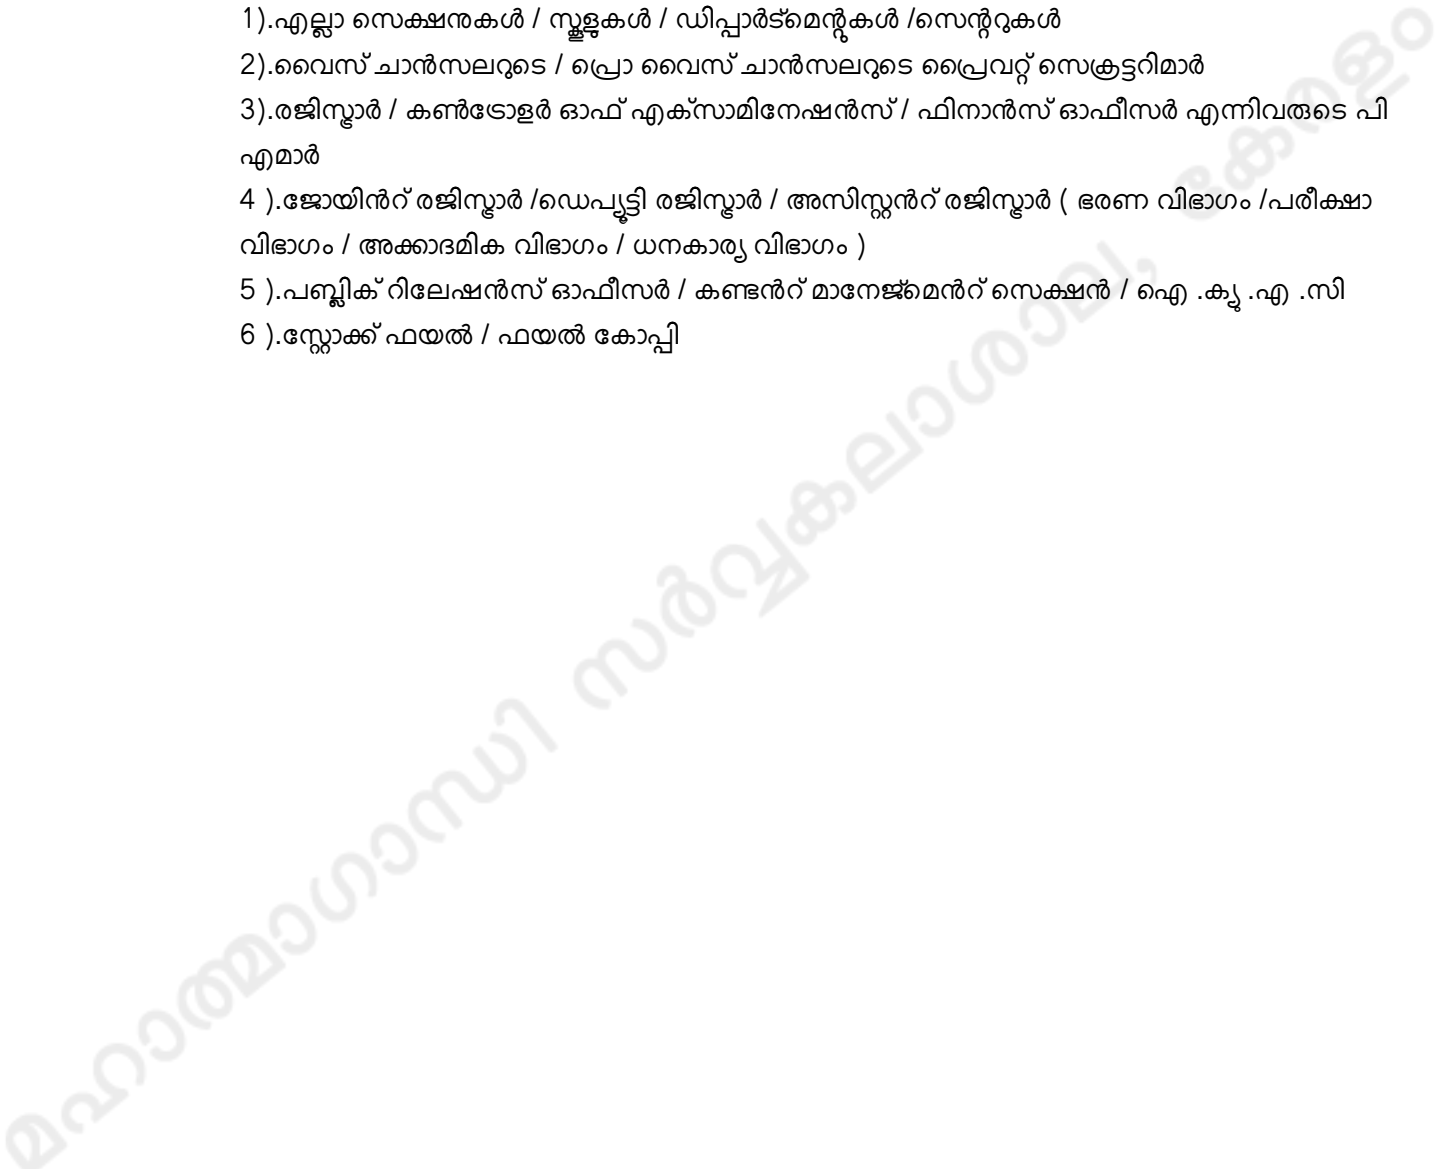 1).എല്ലാ സെക്ഷനുകൾ / സ്കൂളുകൾ / ഡിപ്പാർട്മെന്റുകൾ /സെന്ററുകൾ
2).വൈസ് ചാൻസലറുടെ / പ്രൊ വൈസ് ചാൻസലറുടെ പ്രൈവറ്റ് സെക്രട്ടറിമാർ
3).രജിസ്ട്രാർ / കൺട്രോളർ ഓഫ് എക്സാമിനേഷൻസ് / ഫിനാൻസ് ഓഫീസർ എന്നിവരുടെ പി
എമാർ
4 ).ജോയിൻറ് രജിസ്ട്രാർ /ഡെപ്യൂട്ടി രജിസ്ട്രാർ / അസിസ്റ്റൻറ് രജിസ്ട്രാർ ( ഭരണ വിഭാഗം /പരീക്ഷാ
വിഭാഗം / അക്കാദമിക വിഭാഗം / ധനകാര്യ വിഭാഗം )
5 ).പബ്ലിക് റിലേഷൻസ് ഓഫീസർ / കണ്ടൻറ് മാനേജ്മെൻറ് സെക്ഷൻ / ഐ .ക്യു .എ .സി
6 ).സ്റ്റോക്ക് ഫയൽ / ഫയൽ കോപ്പി
മഹാത്മാഗാന്ധി സർവ്വകലാശാല, കേരളം